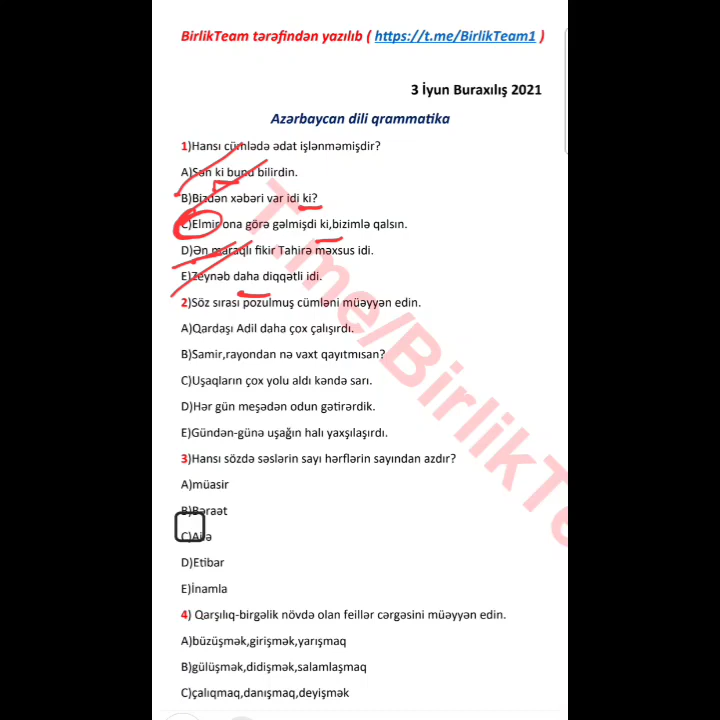 BirlikTeam tərəfindən yazılıb ( https://t.me/BirlikTeam1 )
3 İyun Buraxılış 2021
Azərbaycan dili qrammatika
1)Hansı cümlədə ədat işlənməmişdir?
A)Sən ki bunu bilirdin.
B)Bizdən xəbəri var idi ki?
C)Elmir ona görə gəlmişdi ki,bizimlə qalsın.
D)Ən maraqlı fikir Tahirə məxsus idi.
E)Zeynəb daha diqqətli idi.
2)Söz sırası pozulmuş cümləni müəyyən edin.
A)Qardaşı Adil daha çox çalışırdı.
B)Samir,rayondan nə vaxt qayıtmısan?
C)Uşaqların çox yolu aldı kəndə sarı.
D)Hər gün meşədən odun gətirərdik.
E)Gündən-günə uşağın halı yaxşılaşırdı.
3)Hansı sözdə səslərin sayı hərflərin sayından azdır?
A)müasir
B)Bəraət
C)Ailə
D)Etibar
E)İnamla
4) Qarşılıq-birgəlik növdə olan feillər cərgəsini müəyyən edin.
A)büzüşmək,girişmək,yarışmaq
B)gülüşmək,didişmək,salamlaşmaq
C)çalıqmaq,danışmaq,deyişmək
T.me/BirlikTe